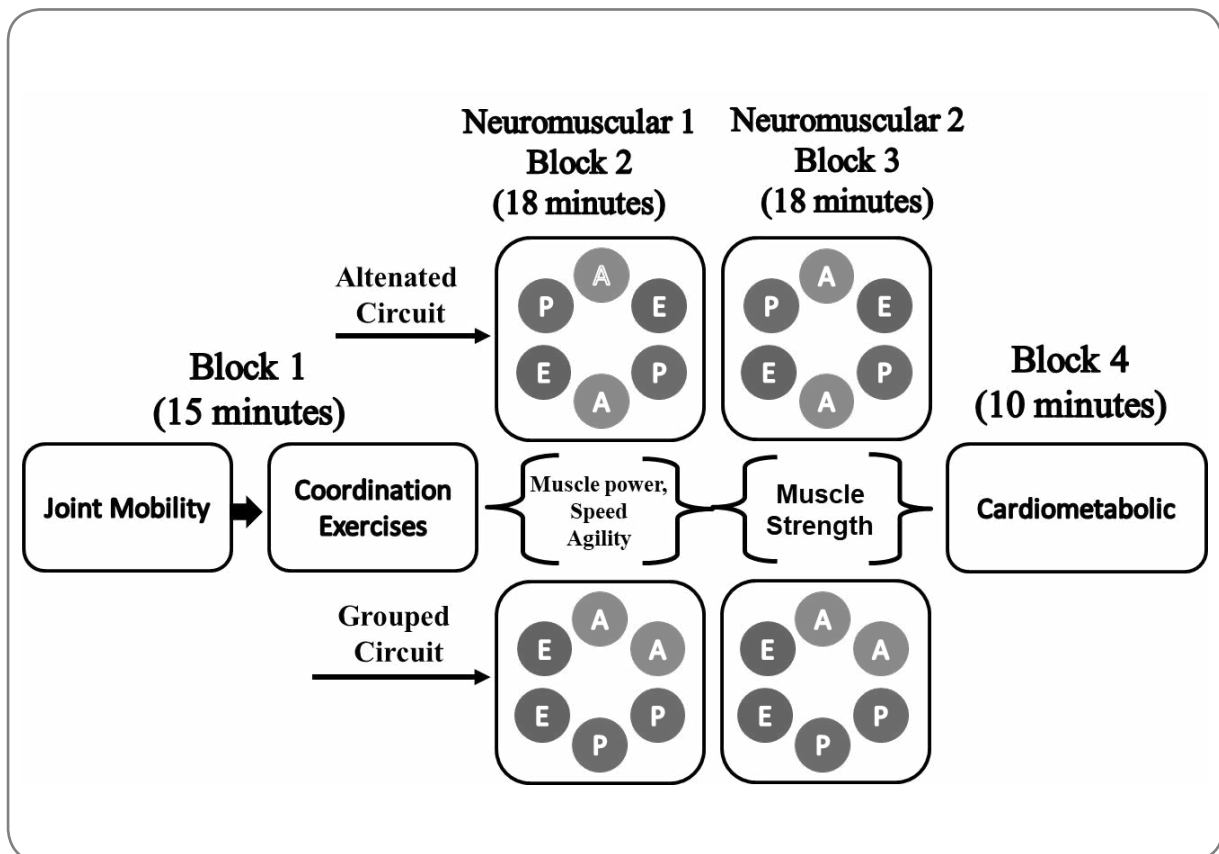 Neuromuscular 1
Block 2
(18 minutes)
Neuromuscular 2
Block 3
(18 minutes)
Altenated
Circuit
A
P
E
E
P
A
A
P
E
E
P
A
Block 1
(15 minutes)
Block 4
(10 minutes)
Joint Mobility
Coordination
Exercises
Muscle power,
Speed
Agility
Muscle
Strength
Cardiometabolic
Grouped
Circuit
A
E
A
E
P
P
A
E
A
E
P
P